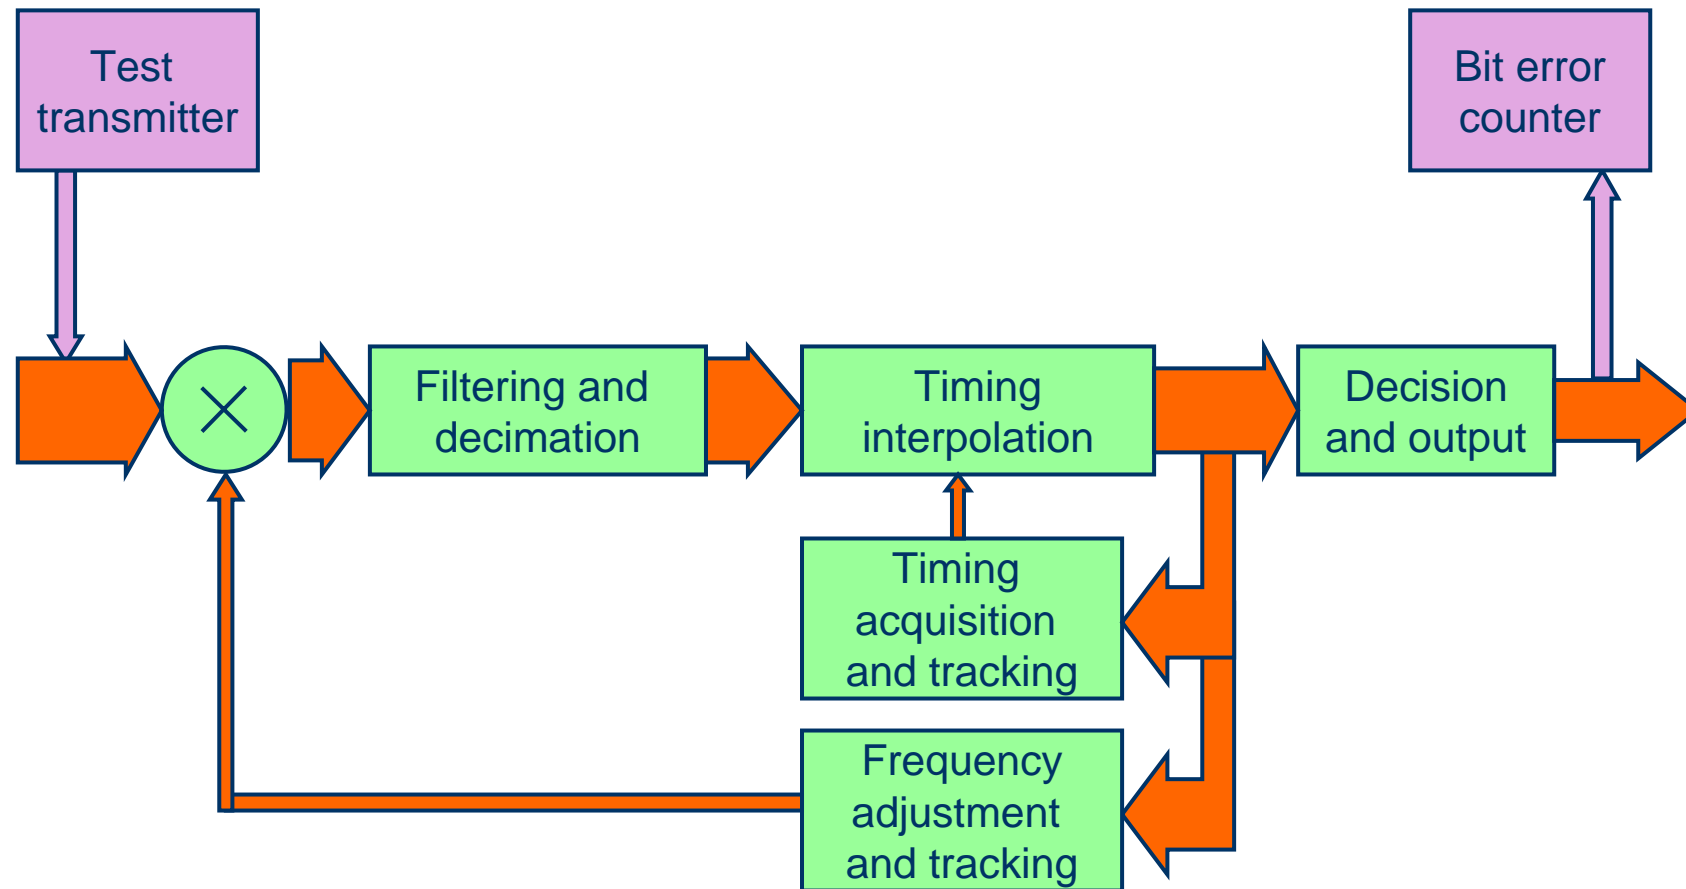 Test
transmitter
Bit error
counter
Filtering and
decimation
Timing
interpolation
Decision
and output
Timing
acquisition
and tracking
Frequency
adjustment
and tracking